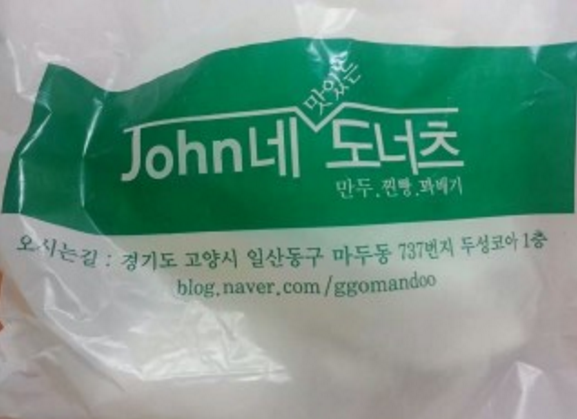 John네 맛있는 도너츠
만두.찐빵.꽈배기
오시는길 : 경기도 고양시 일산동구 마두동 737번지 두성코아 1층
blog.naver.com/ggomandoo